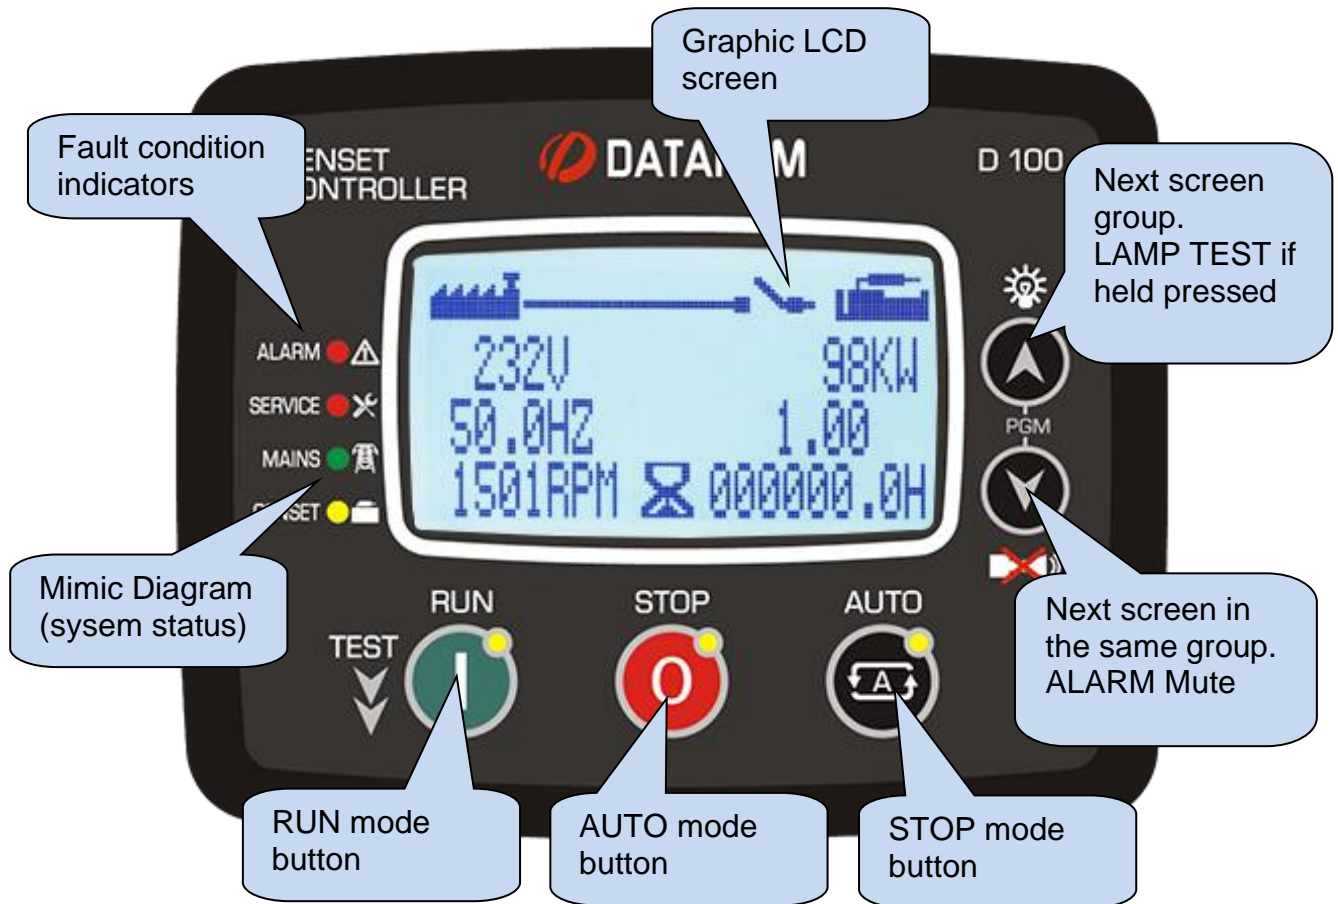 Graphic LCD
screen
Fault condition
indicators
ENSET
ONTROLLER
DATA M
D 100
Next screen
group.
LAMP TEST if
held pressed
ALARM
SERVICE
MAINS
NSET
232V
98KW
50.0HZ
1.00
1501RPM
000000.0H
PGM
Mimic Diagram
(sysem status)
RUN
STOP
AUTO
TEST
I
O
A
Next screen in
the same group.
ALARM Mute
RUN mode
button
AUTO mode
button
STOP mode
button